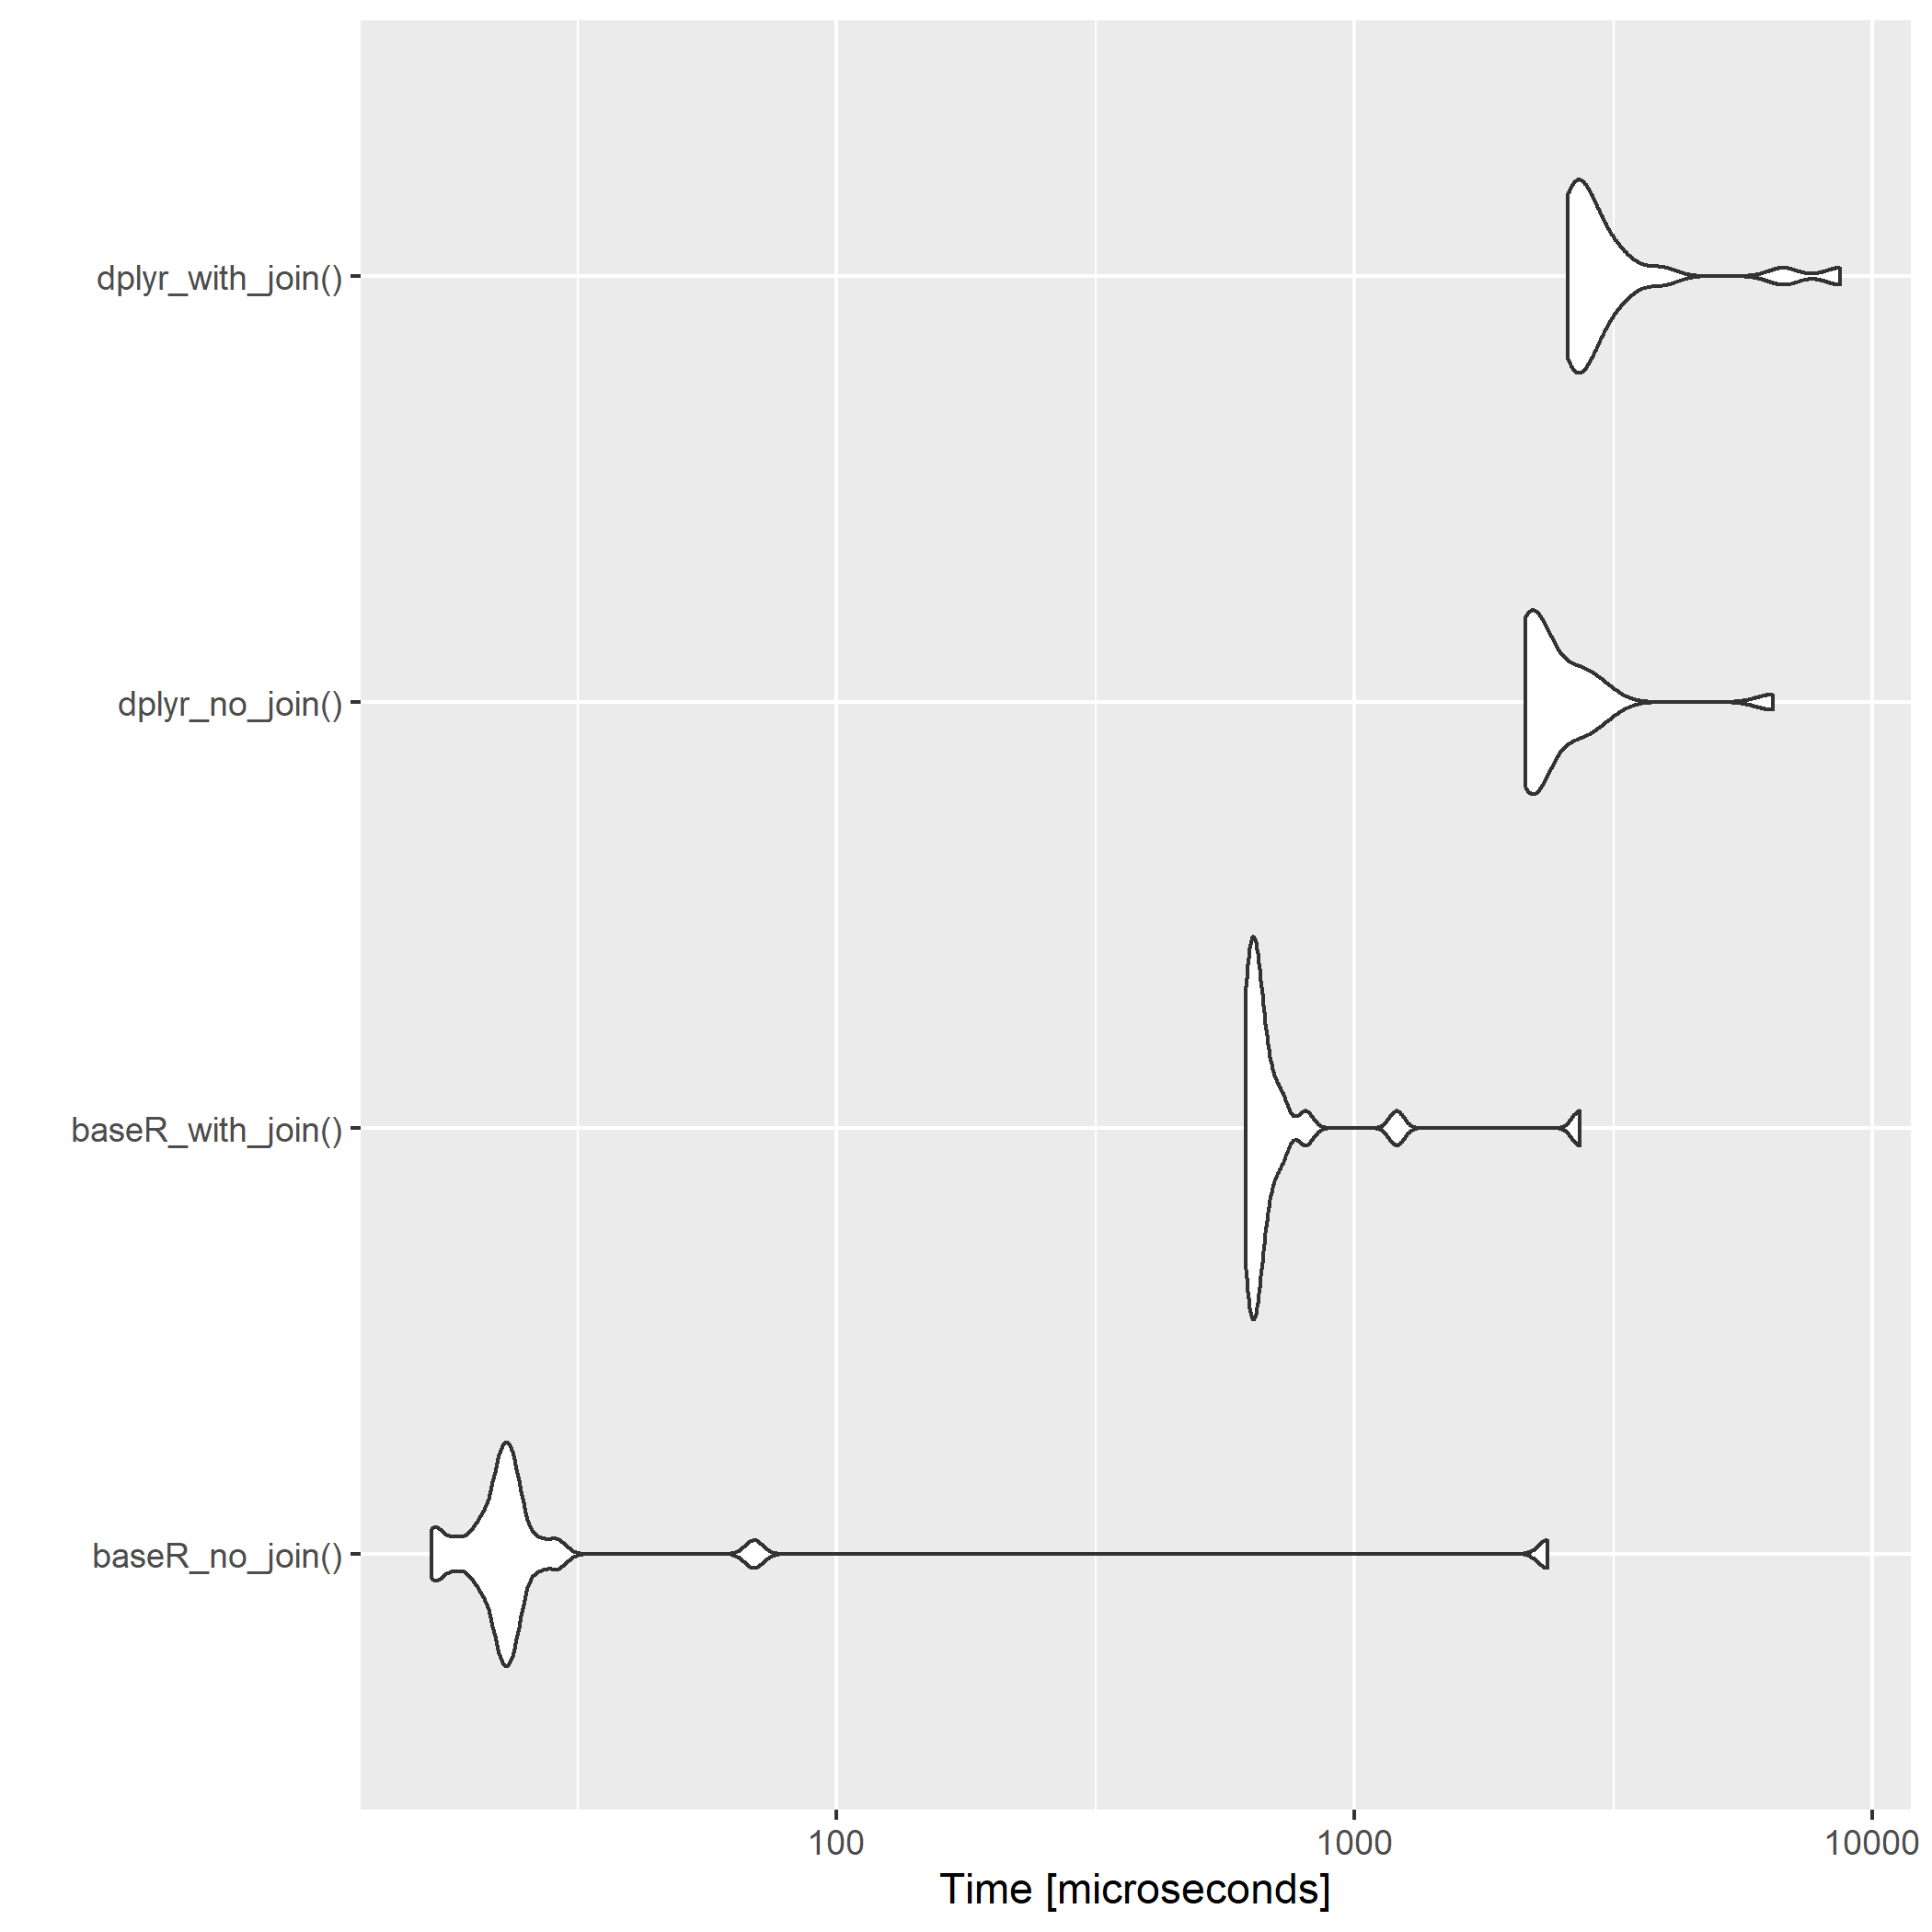 dplyr_with_join()
dplyr_no_join()
baseR_with_join()
baseR_no_join()
100 1000 10000
Time [microseconds]